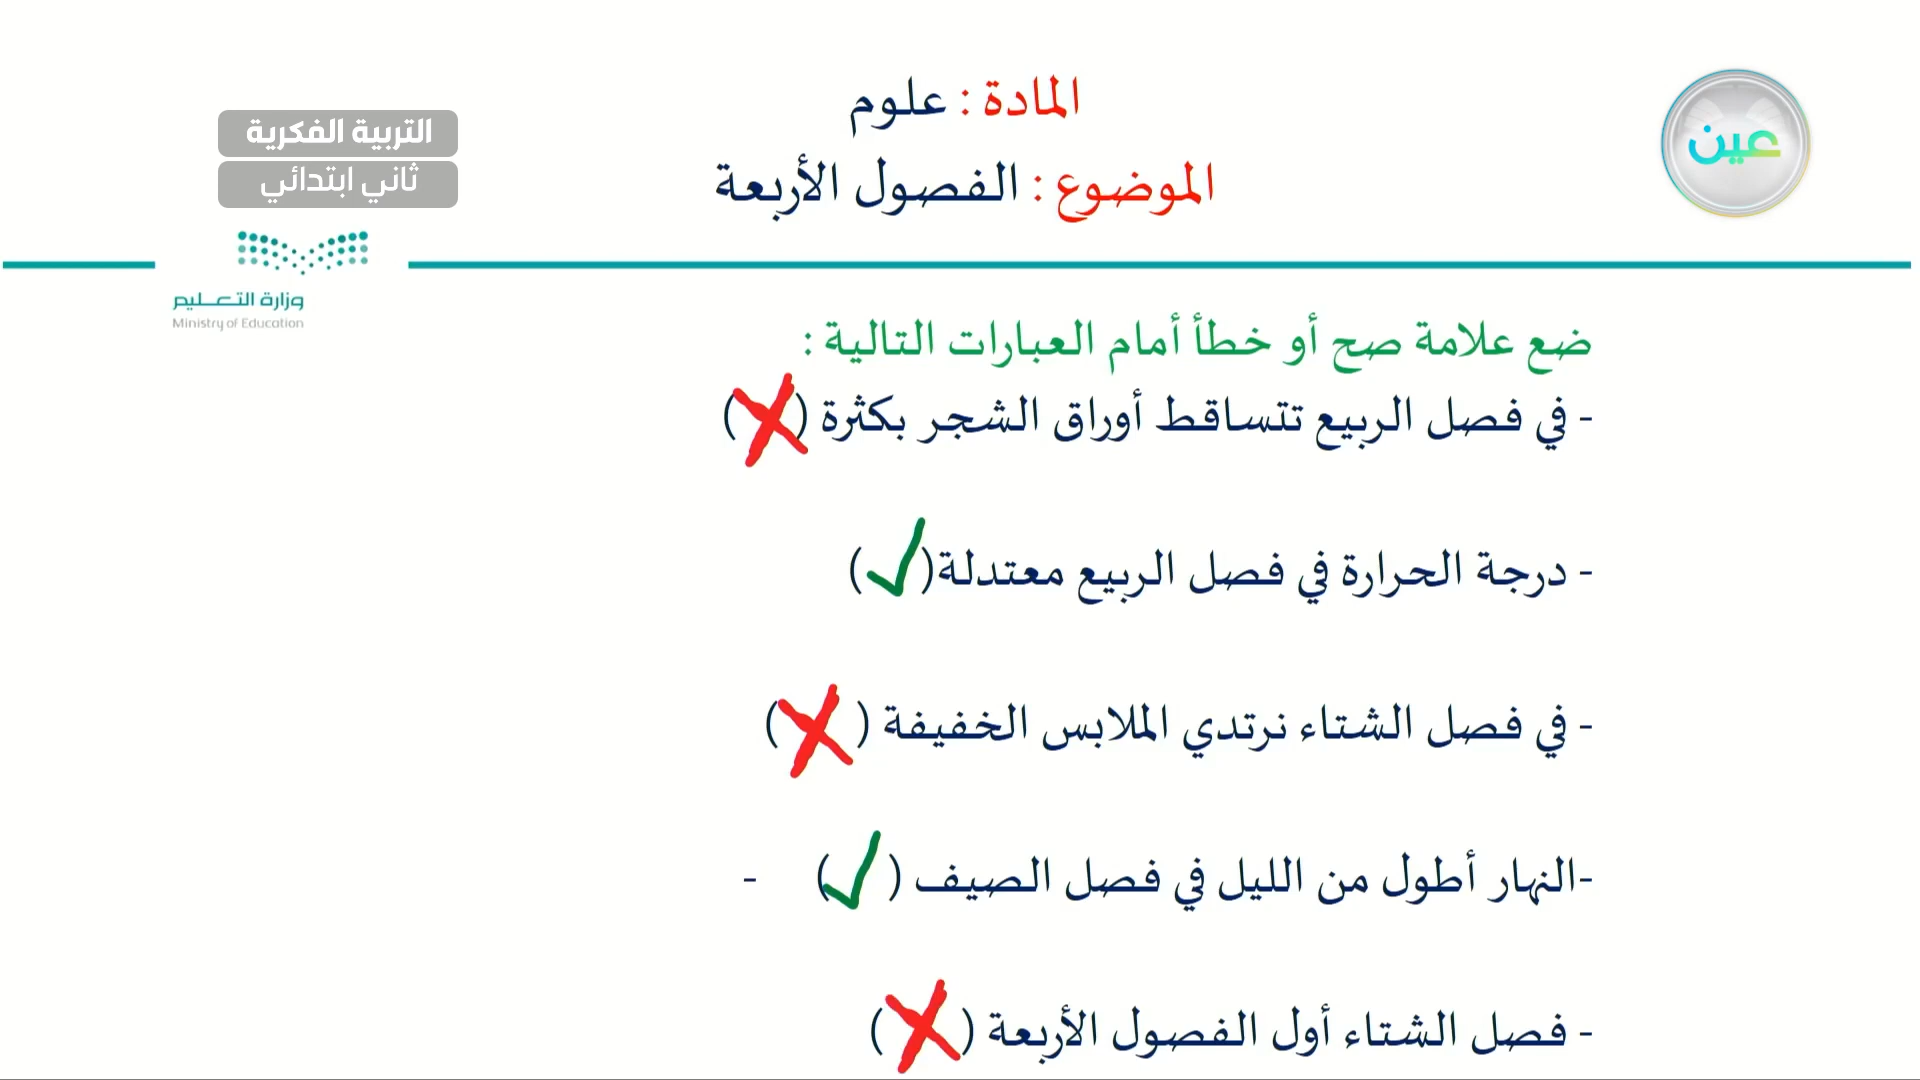 المادة : علوم
الموضوع : الفصول الأربعة
عين
التربية الفكرية
ثاني ابتدائي
وزارة التعليم
Ministry of Education
ضع علامة صح أو خطأ أمام العبارات التالية :
- في فصل الربيع تتساقط أوراق الشجر بكثرة (✗)
- درجة الحرارة في فصل الربيع معتدلة(✓)
- في فصل الشتاء نرتدي الملابس الخفيفة (✗)
-النهار أطول من الليل في فصل الصيف (✓) -
- فصل الشتاء أول الفصول الأربعة (✗)